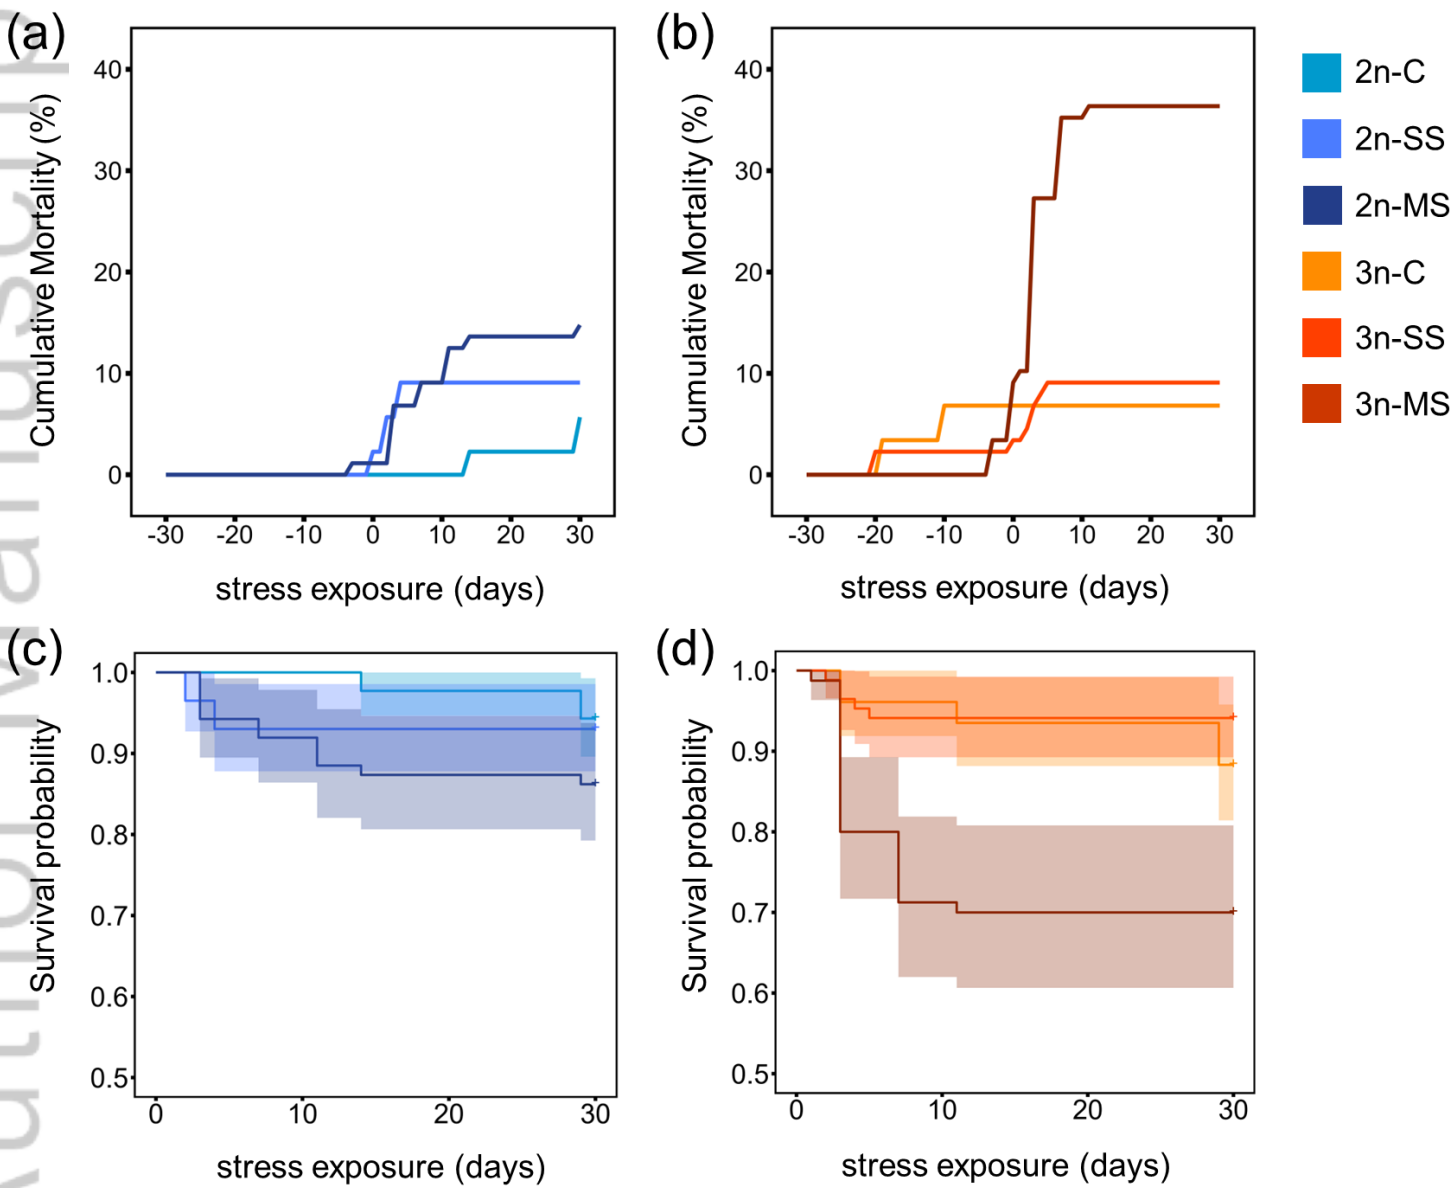 (a)
40
30
20
10
0
Cumulative Mortality (%)
-30 -20 -10 0 10 20 30
stress exposure (days)
(b)
40
30
20
10
0
Cumulative Mortality (%)
-30 -20 -10 0 10 20 30
stress exposure (days)
2n-C
2n-SS
2n-MS
3n-C
3n-SS
3n-MS
(c)
1.0
0.9
0.8
0.7
0.6
0.5
Survival probability
0 10 20 30
stress exposure (days)
(d)
1.0
0.9
0.8
0.7
0.6
0.5
Survival probability
0 10 20 30
stress exposure (days)